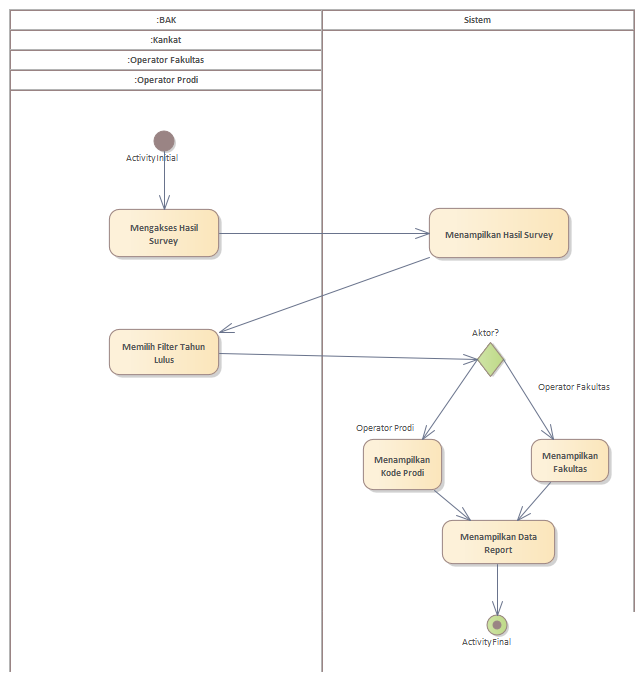 :BAK
Sistem
:Kankat
:Operator Fakultas
:Operator Prodi
ActivityInitial
Mengakses Hasil
Survey
Menampilkan Hasil Survey
Memilih Filter Tahun
Lulus
Aktor?
Operator Fakultas
Operator Prodi
Menampilkan
Kode Prodi
Menampilkan
Fakultas
Menampilkan Data
Report
ActivityFinal